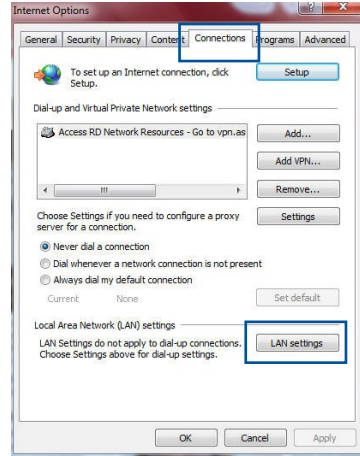 Internet Options
General Security Privacy Content Connections Programs Advanced
To set up an Internet connection, click
Setup.
Setup
Dial-up and Virtual Private Network settings
Access RD Network Resources - Go to vpn.as
Add...
Add VPN...
Remove...
Choose Settings if you need to configure a proxy
server for a connection.
Settings
Never dial a connection
Dial whenever a network connection is not present
Always dial my default connection
Current None
Set default
Local Area Network (LAN) settings
LAN Settings do not apply to dial-up connections.
Choose Settings above for dial-up settings.
LAN settings
OK Cancel Apply